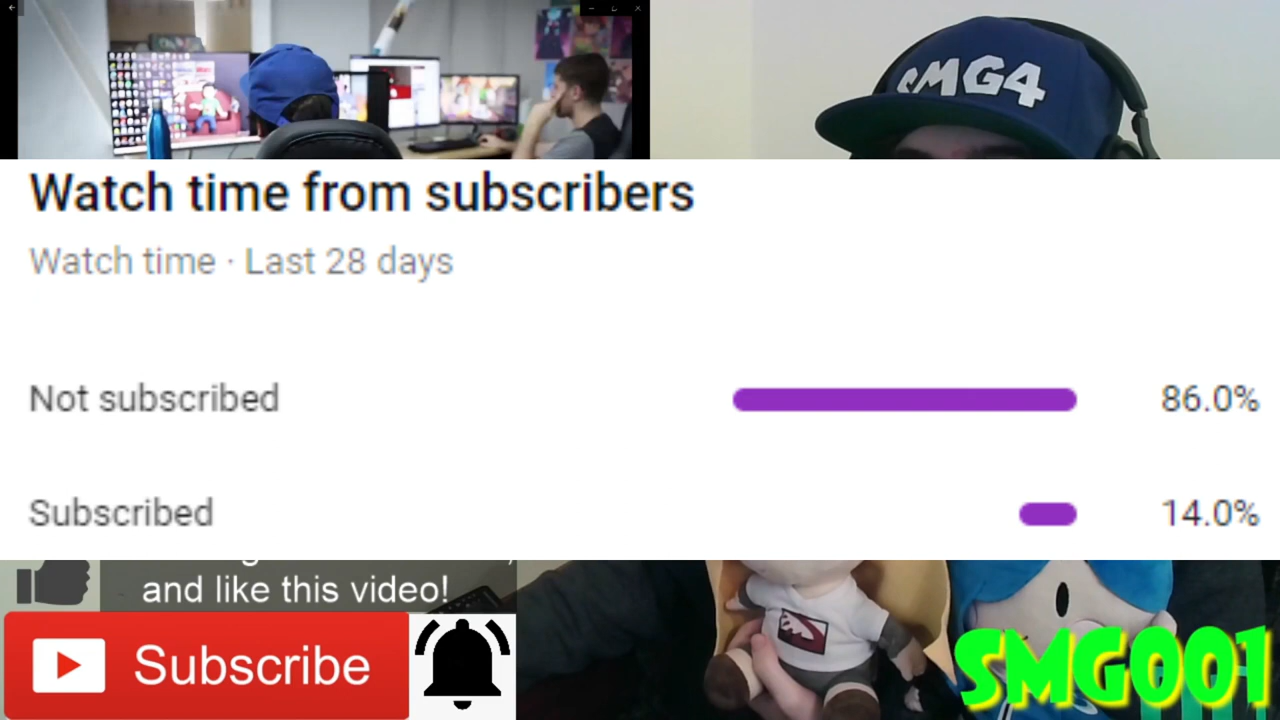 SMG4
Watch time from subscribers
Watch time · Last 28 days
Not subscribed 86.0%
Subscribed 14.0%
and like this video!
Subscribe
SMG001